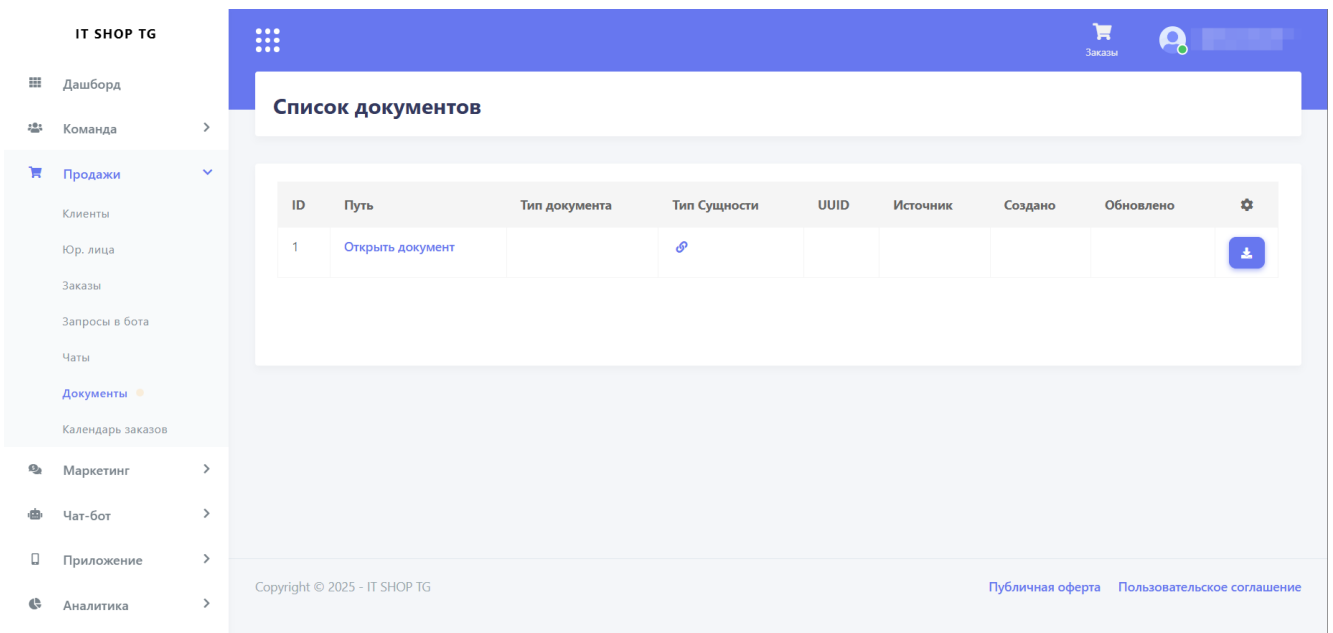 IT SHOP TG
Заказы
Дашборд
Команда
Продажи
Клиенты
Юр. лица
Заказы
Запросы в бота
Чаты
Документы
Календарь заказов
Маркетинг
Чат-бот
Приложение
Аналитика
Список документов
ID Путь Тип документа Тип Сущности UUID Источник Создано Обновлено
1 Открыть документ
Copyright © 2025 - IT SHOP TG
Публичная оферта Пользовательское соглашение